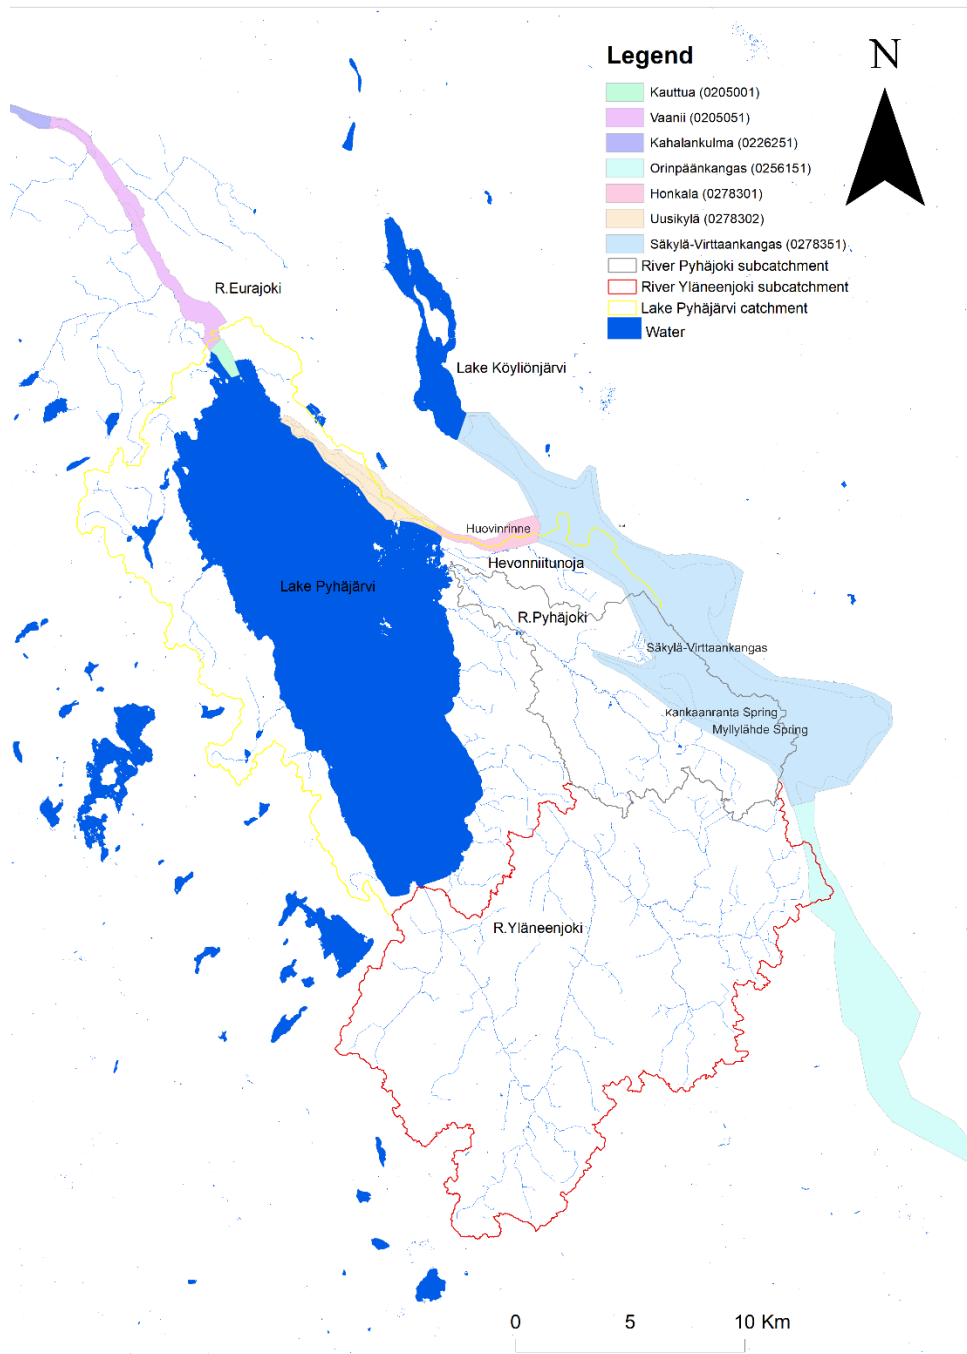 Legend
N
Kauttua (0205001)
Vaanii (0205051)
Kahalankulma (0226251)
Orinpäänkangas (0256151)
Honkala (0278301)
Uusikylä (0278302)
Säkylä-Virttaankangas (0278351)
River Pyhäjoki subcatchment
River Yläneenjoki subcatchment
Lake Pyhäjärvi catchment
Water
R.Eurajoki
Lake Köyliönjärvi
Huovinrinne
Hevonniitunoja
Lake Pyhäjärvi
R.Pyhäjoki
Säkylä-Virttaankangas
Kankaanranta Spring
Myllylähde Spring
R.Yläneenjoki
0 5 10 Km